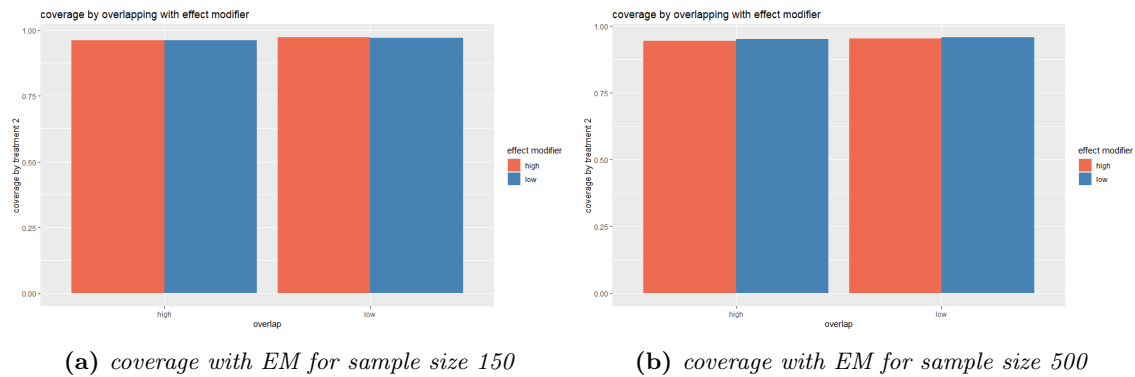 coverage by overlapping with effect modifier
coverage by treatment 2
1.00
0.75
0.50
0.25
0.00
high
low
overlap
effect modifier
high
low
(a) coverage with EM for sample size 150
coverage by overlapping with effect modifier
coverage by treatment 2
1.00
0.75
0.50
0.25
0.00
high
low
overlap
effect modifier
high
low
(b) coverage with EM for sample size 500